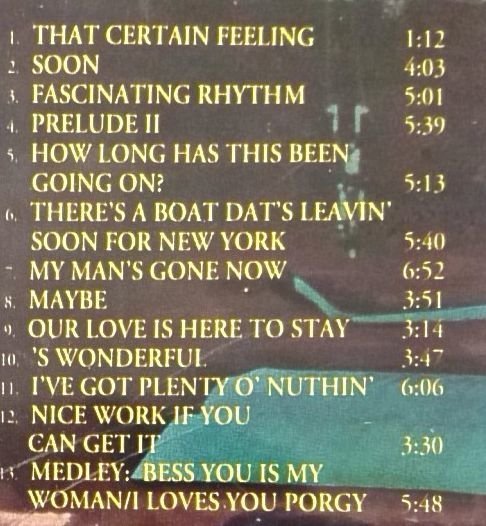 1. THAT CERTAIN FEELING 1:12
2. SOON 4:03
3. FASCINATING RHYTHM 5:01
4. PRELUDE II 5:39
5. HOW LONG HAS THIS BEEN
GOING ON? 5:13
6. THERE'S A BOAT DAT'S LEAVIN'
SOON FOR NEW YORK 5:40
7. MY MAN'S GONE NOW 6:52
8. MAYBE 3:51
9. OUR LOVE IS HERE TO STAY 3:14
10. 'S WONDERFUL 3:47
11. I'VE GOT PLENTY O' NUTHIN' 6:06
12. NICE WORK IF YOU
CAN GET IT 3:30
13. MEDLEY: BESS YOU IS MY
WOMAN/I LOVES YOU PORGY 5:48